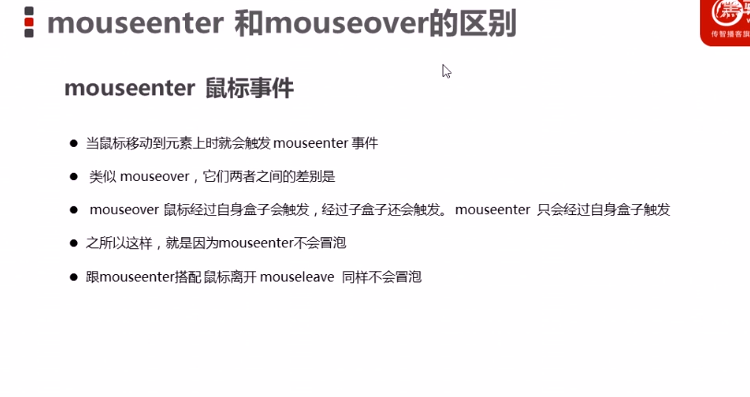 mouseenter 和mouseover的区别
mouseenter 鼠标事件
当鼠标移动到元素上时就会触发 mouseenter 事件
类似 mouseover，它们两者之间的差别是
mouseover 鼠标经过自身盒子会触发，经过子盒子还会触发。 mouseenter 只会经过自身盒子触发
之所以这样，就是因为mouseenter不会冒泡
跟mouseenter搭配 鼠标离开 mouseleave 同样不会冒泡
传智播客旗